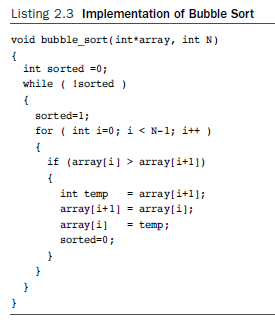 Listing 2.3 Implementation of Bubble Sort
void bubble_sort(int*array, int N)
{
int sorted =0;
while ( !sorted )
{
sorted=1;
for ( int i=0; i < N-1; i++ )
{
if (array[i] > array[i+1])
{
int temp = array[i+1];
array[i+1] = array[i];
array[i] = temp;
sorted=0;
}
}
}
}